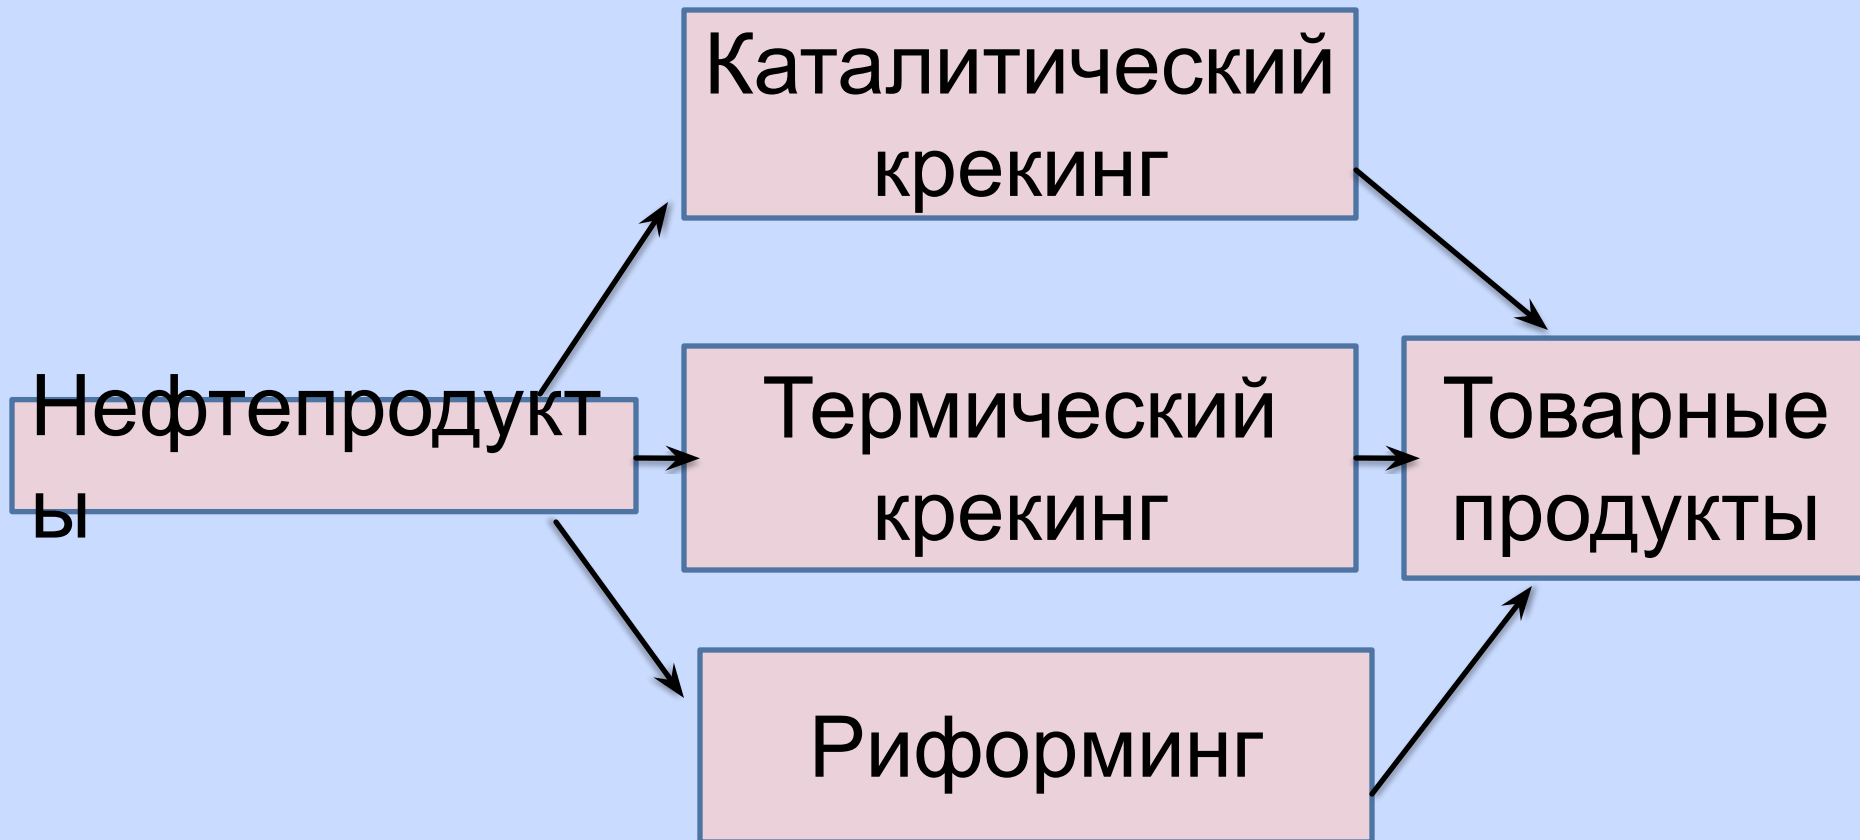 Каталитический
крекинг
Нефтепродукт
ы
Термический
крекинг
Товарные
продукты
Риформинг